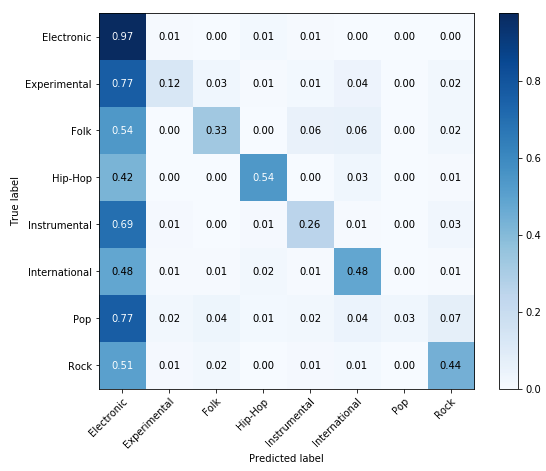 Electronic 0.97 0.01 0.00 0.01 0.01 0.00 0.00 0.00
Experimental 0.77 0.12 0.03 0.01 0.01 0.04 0.00 0.02
Folk 0.54 0.00 0.33 0.00 0.06 0.06 0.00 0.02
Hip-Hop 0.42 0.00 0.00 0.54 0.00 0.03 0.00 0.01
Instrumental 0.69 0.01 0.00 0.01 0.26 0.01 0.00 0.03
International 0.48 0.01 0.01 0.02 0.01 0.48 0.00 0.01
Pop 0.77 0.02 0.04 0.01 0.02 0.04 0.03 0.07
Rock 0.51 0.01 0.02 0.00 0.01 0.01 0.00 0.44
Electronic Experimental Folk Hip-Hop Instrumental International Pop Rock
Predicted label
True label
0.8
0.6
0.4
0.2
0.0